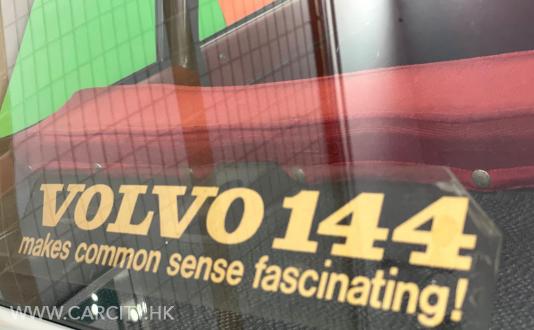 VOLVO 144
makes common sense fascinating!
WWW.CARCITY.HK